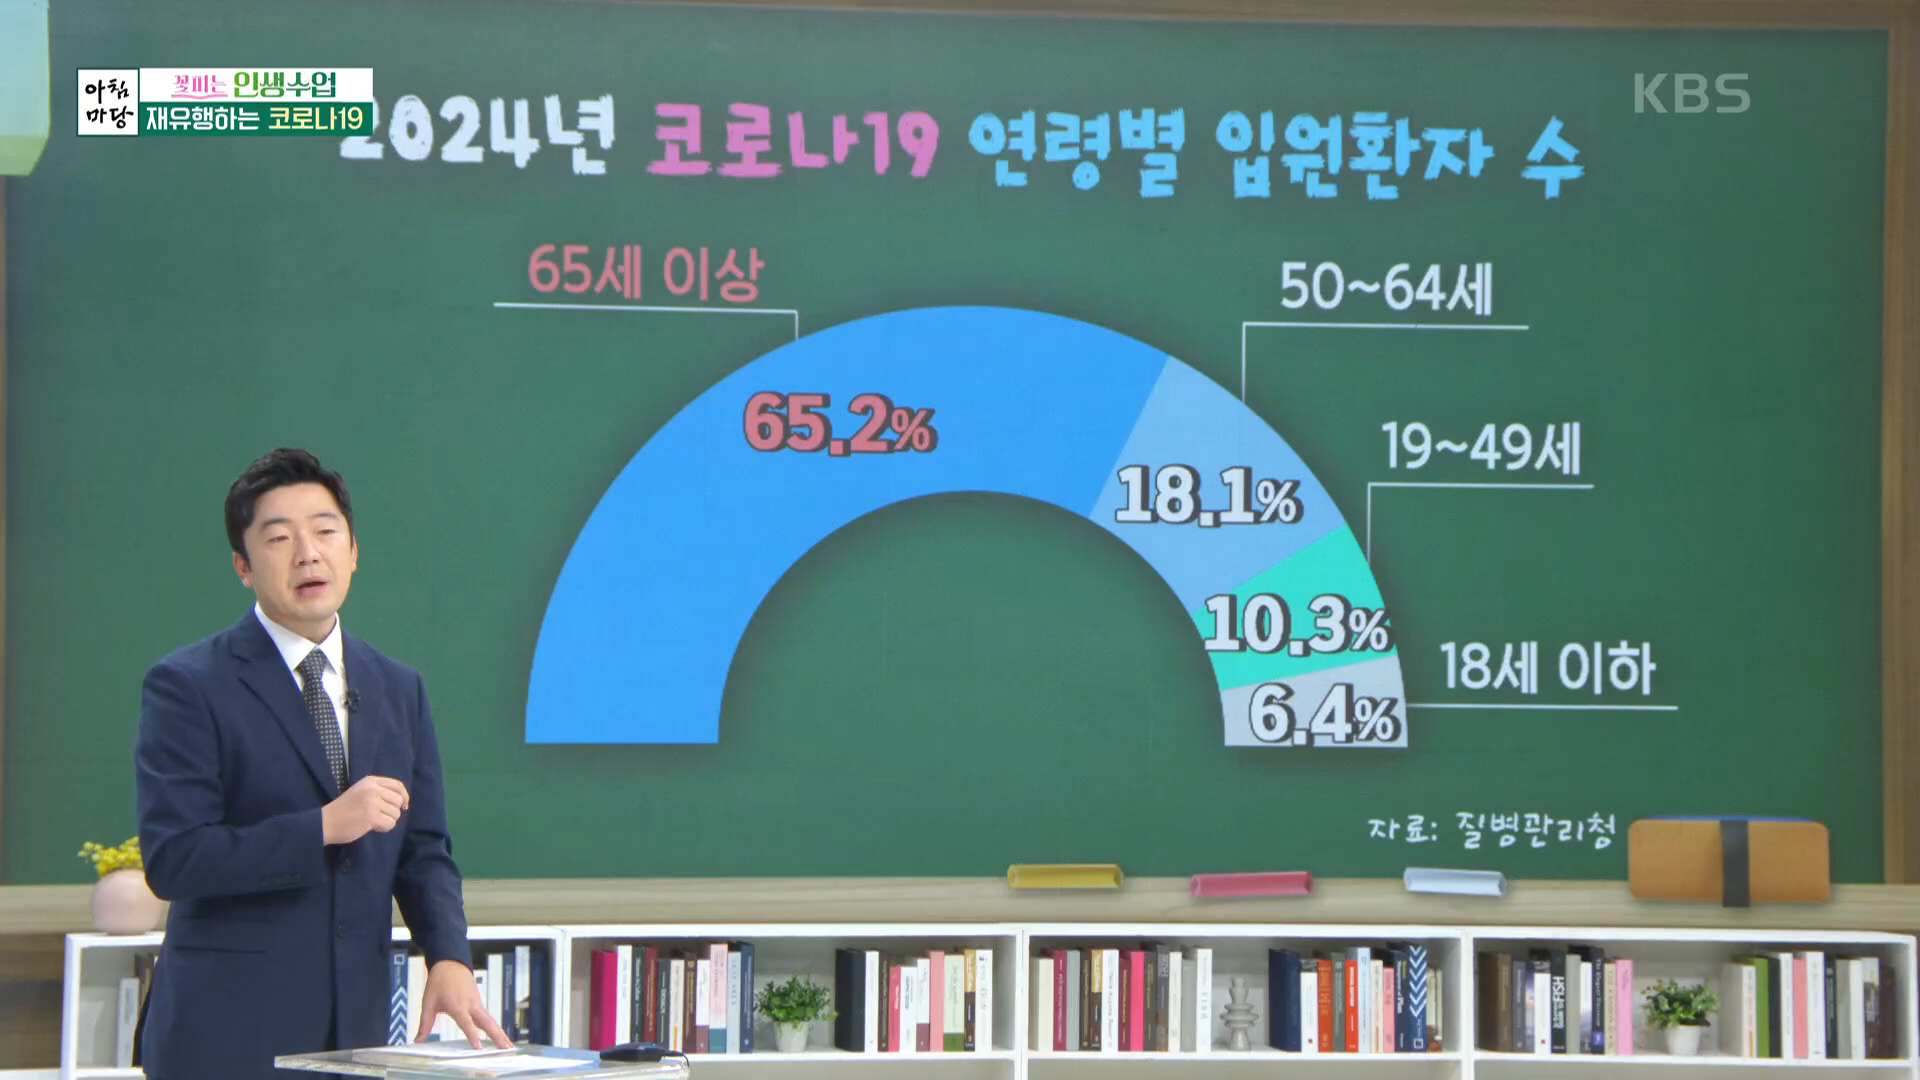 아침
마당
꽃피는 인생수업
재유행하는 코로나19
KBS
2024년 코로나19 연령별 입원환자 수
65세 이상
65.2%
50~64세
18.1%
19~49세
10.3%
18세 이하
6.4%
자료: 질병관리청